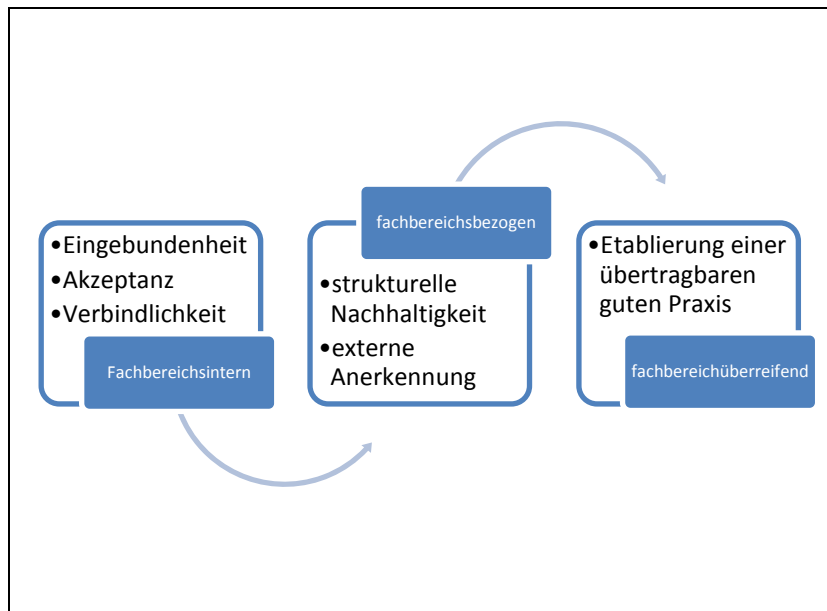 •Eingebundenheit
•Akzeptanz
•Verbindlichkeit
Fachbereichsintern
fachbereichsbezogen
•strukturelle
Nachhaltigkeit
•externe
Anerkennung
•Etablierung einer
übertragbaren
guten Praxis
fachbereichüberreifend